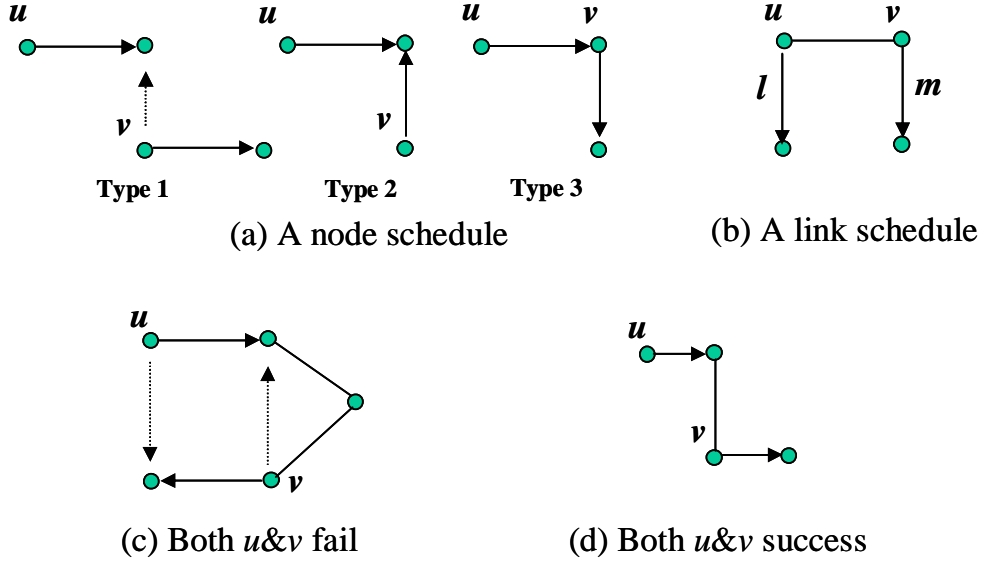 u
u
u
v
u
v
v
v
l
m
Type 1
Type 2
Type 3
(a) A node schedule
(b) A link schedule
u
u
v
v
(c) Both u&v fail
(d) Both u&v success